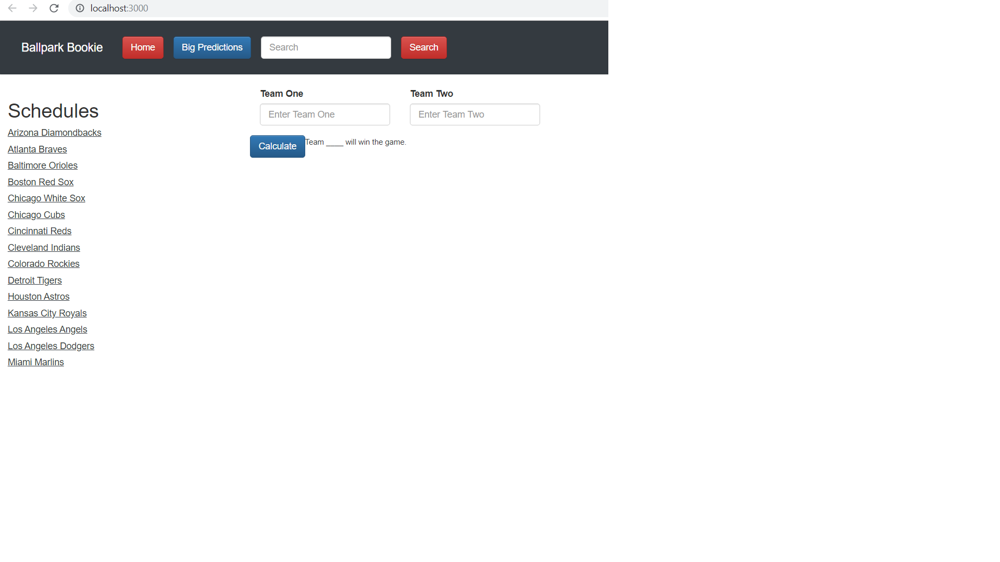 localhost:3000
Ballpark Bookie Home Big Predictions Search Search
Team One Team Two
Enter Team One Enter Team Two
Calculate Team ____ will win the game.
Schedules
Arizona Diamondbacks
Atlanta Braves
Baltimore Orioles
Boston Red Sox
Chicago White Sox
Chicago Cubs
Cincinnati Reds
Cleveland Indians
Colorado Rockies
Detroit Tigers
Houston Astros
Kansas City Royals
Los Angeles Angels
Los Angeles Dodgers
Miami Marlins